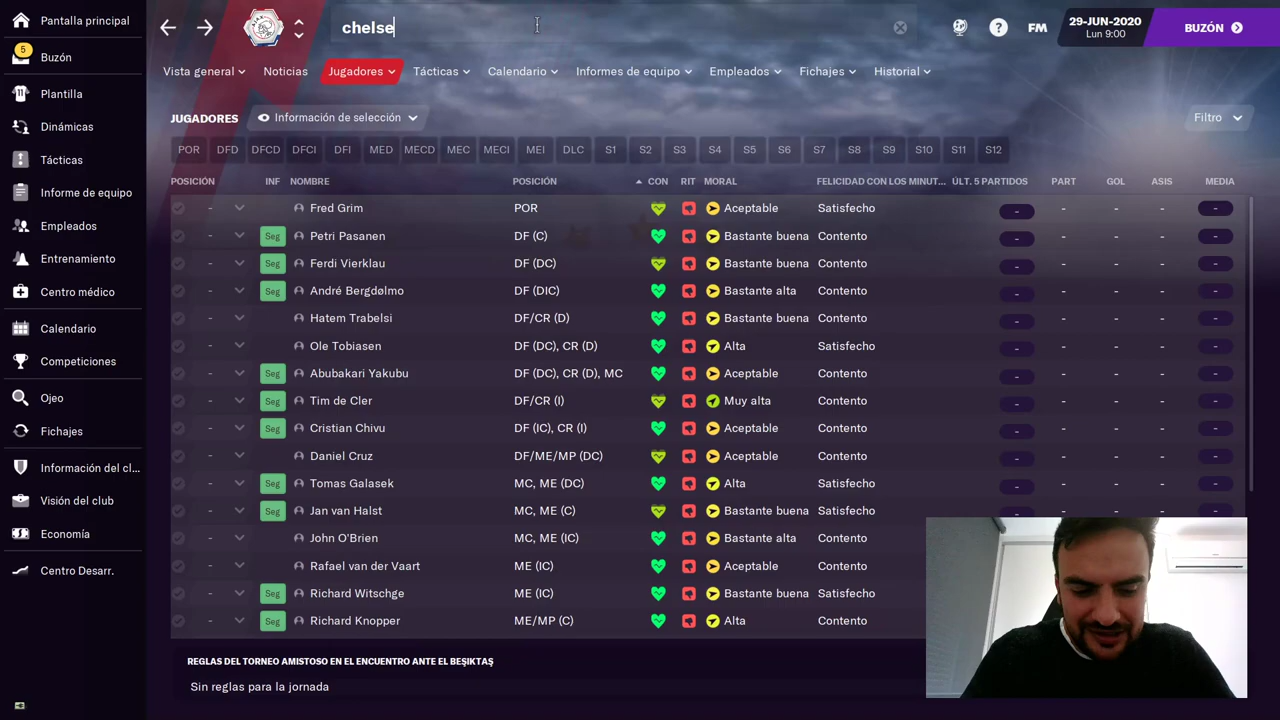 Pantalla principal
5
Buzón
11
Plantilla
Dinámicas
Tácticas
Informe de equipo
Empleados
Entrenamiento
Centro médico
Calendario
Competiciones
Ojeo
Fichajes
Información del cl...
Visión del club
Economía
Centro Desarr.
AJAX
chelse
?
FM
29-JUN-2020
Lun 9:00
BUZÓN
Vista general Noticias Jugadores Tácticas Calendario Informes de equipo Empleados Fichajes Historial
JUGADORES Información de selección Filtro
POR DFD DFCD DFCI DFI MED MECD MEC MECI MEI DLC S1 S2 S3 S4 S5 S6 S7 S8 S9 S10 S11 S12
POSICIÓN INF NOMBRE POSICIÓN CON RIT MORAL FELICIDAD CON LOS MINUT... ÚLT. 5 PARTIDOS PART GOL ASIS MEDIA
- Fred Grim POR Aceptable Satisfecho - - - - -
- Seg Petri Pasanen DF (C) Bastante buena Contento - - - - -
- Seg Ferdi Vierklau DF (DC) Bastante buena Contento - - - - -
- Seg André Bergdølmo DF (DIC) Bastante alta Contento - - - - -
- Hatem Trabelsi DF/CR (D) Bastante buena Contento - - - - -
- Ole Tobiasen DF (DC), CR (D) Alta Satisfecho - - - - -
- Seg Abubakari Yakubu DF (DC), CR (D), MC Aceptable Contento - - - - -
- Seg Tim de Cler DF/CR (I) Muy alta Contento - - - - -
- Seg Cristian Chivu DF (IC), CR (I) Aceptable Contento - - - - -
- Daniel Cruz DF/ME/MP (DC) Aceptable Contento - - - - -
- Seg Tomas Galasek MC, ME (DC) Alta Satisfecho - - - - -
- Seg Jan van Halst MC, ME (C) Bastante buena Satisfecho - - - - -
- John O'Brien MC, ME (IC) Bastante alta Contento
- Rafael van der Vaart ME (IC) Aceptable Contento
- Seg Richard Witschge ME (IC) Bastante buena Satisfecho
- Seg Richard Knopper ME/MP (C) Alta Contento
REGLAS DEL TORNEO AMISTOSO EN EL ENCUENTRO ANTE EL BEŞIKTAŞ
Sin reglas para la jornada